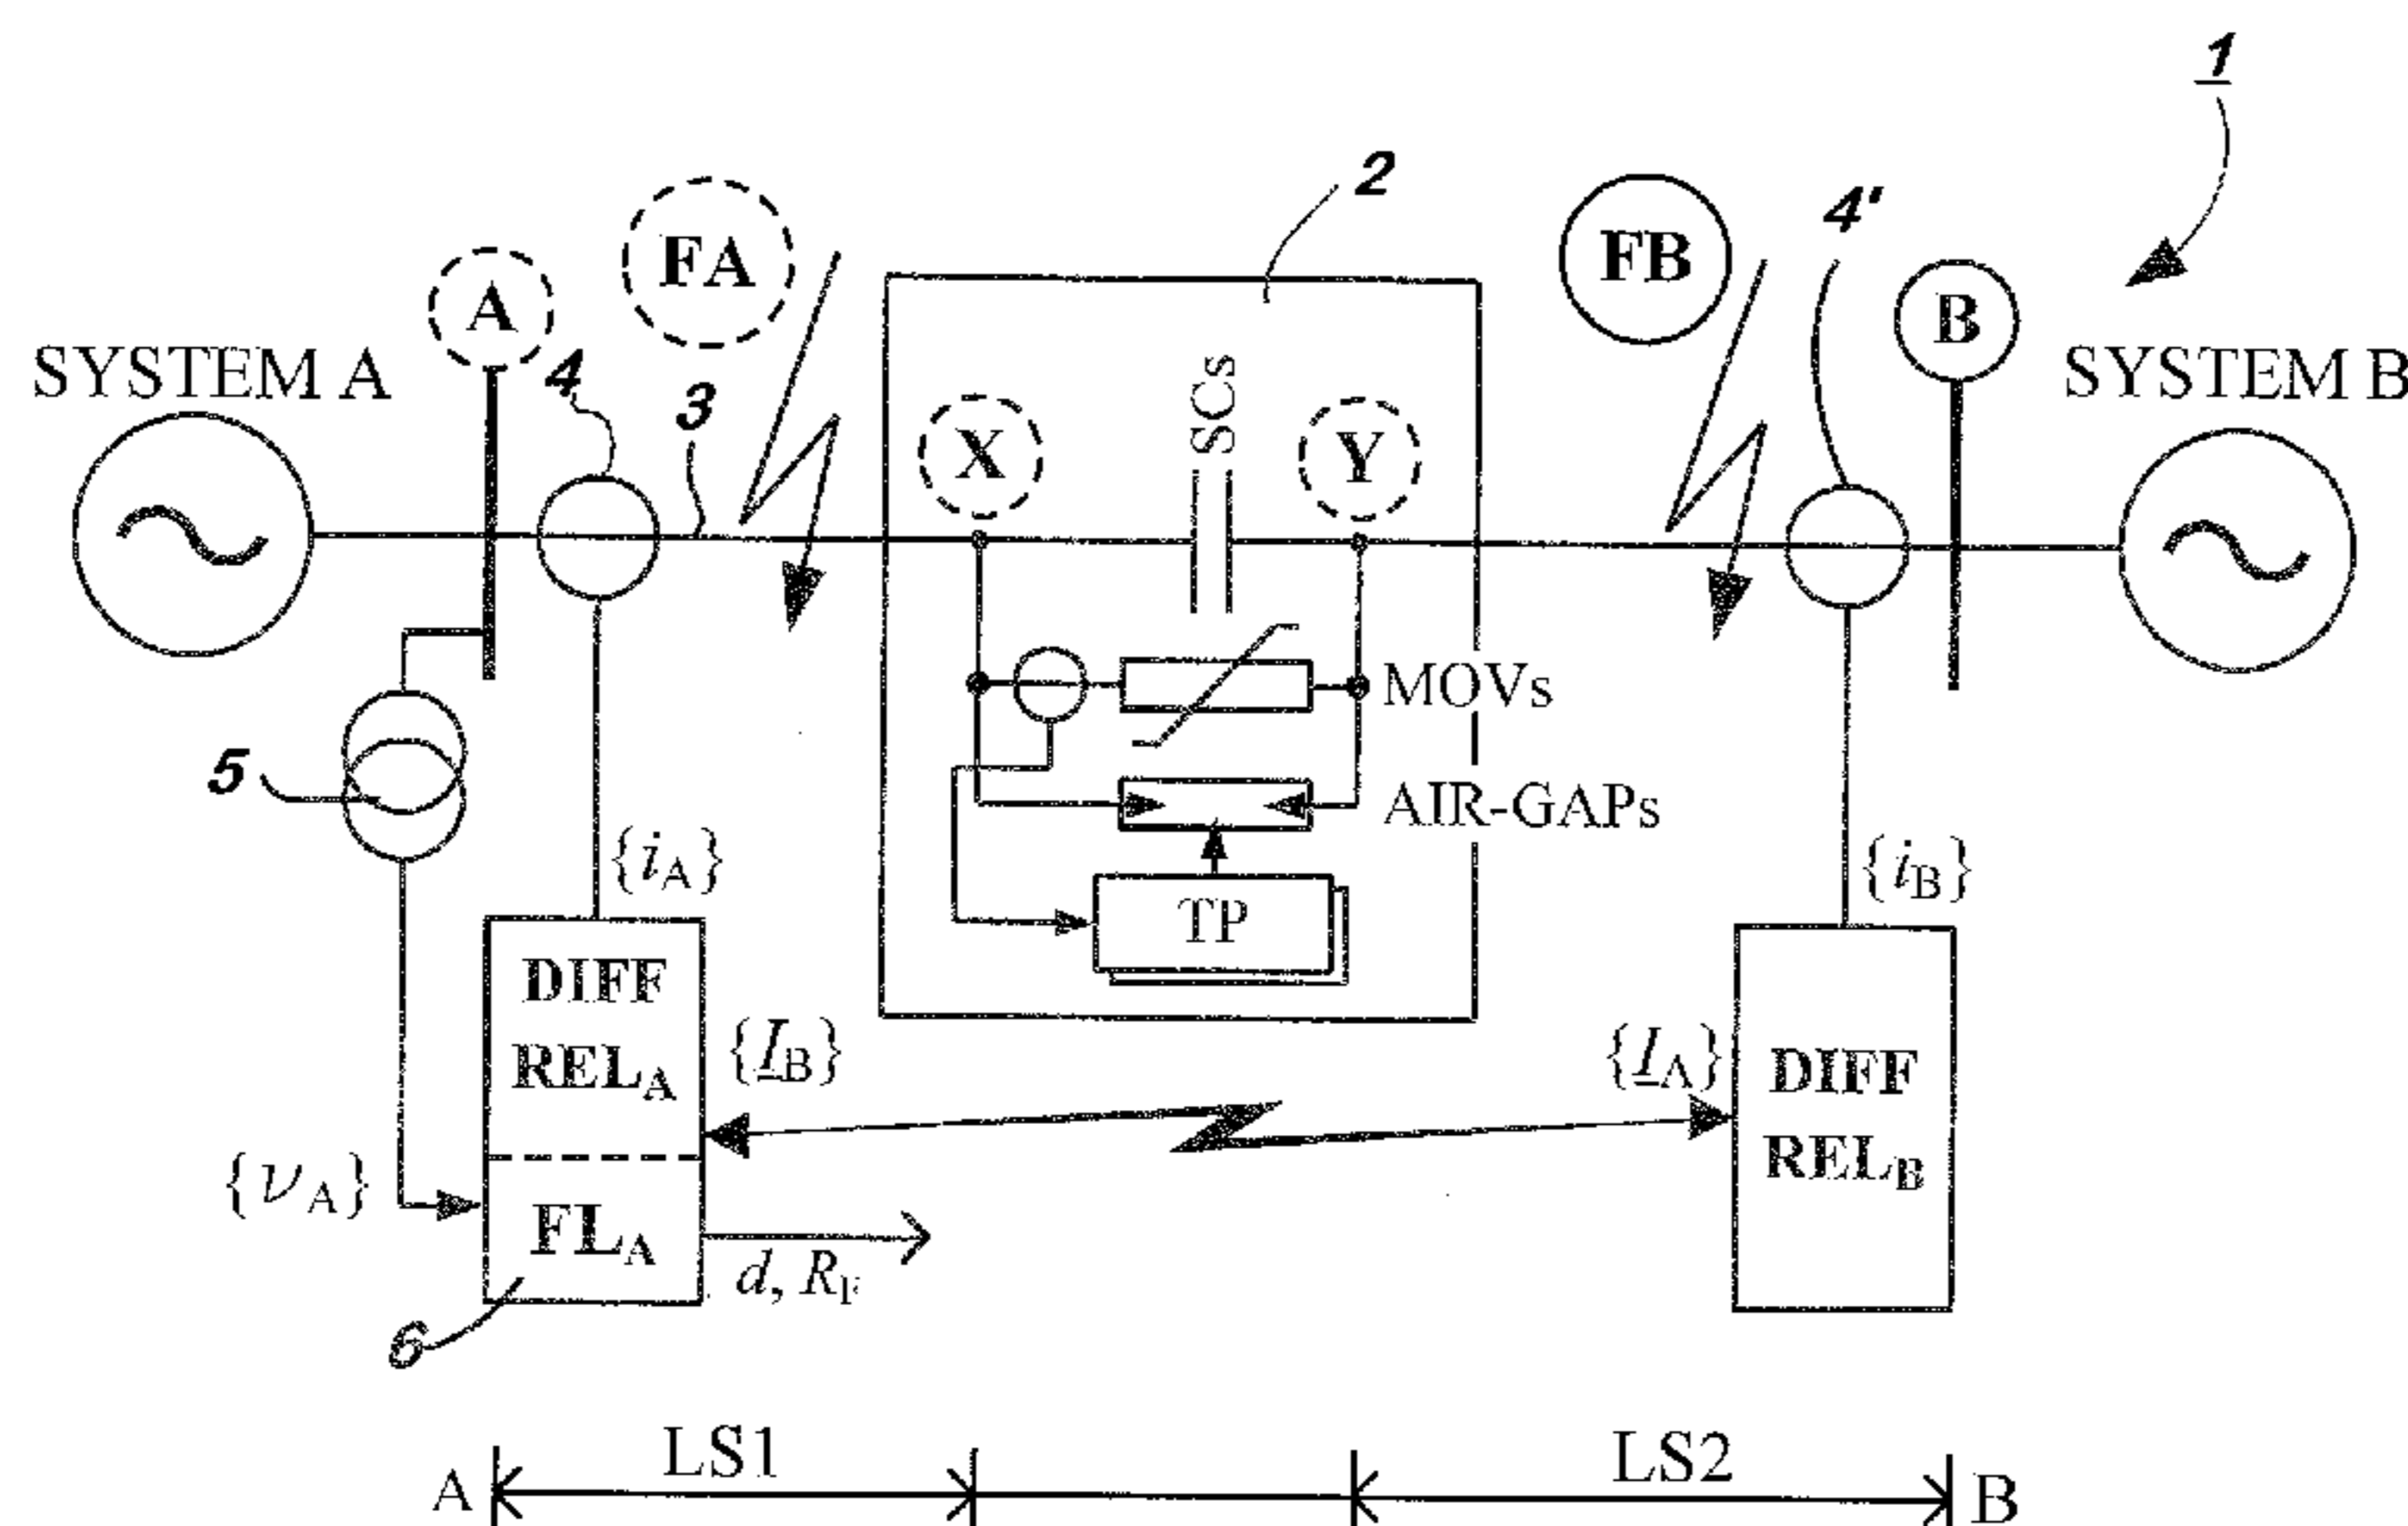 1
2
4'
FA
FB
A
B
SYSTEM A
4
3
SCs
SYSTEM B
X
Y
MOVs
5
AIR-GAPs
{iA}
{iB}
TP
DIFF
RELA
{IB}
{IA}
DIFF
RELB
{νA}
FLA
d, RF
6
A
LS1
LS2
B